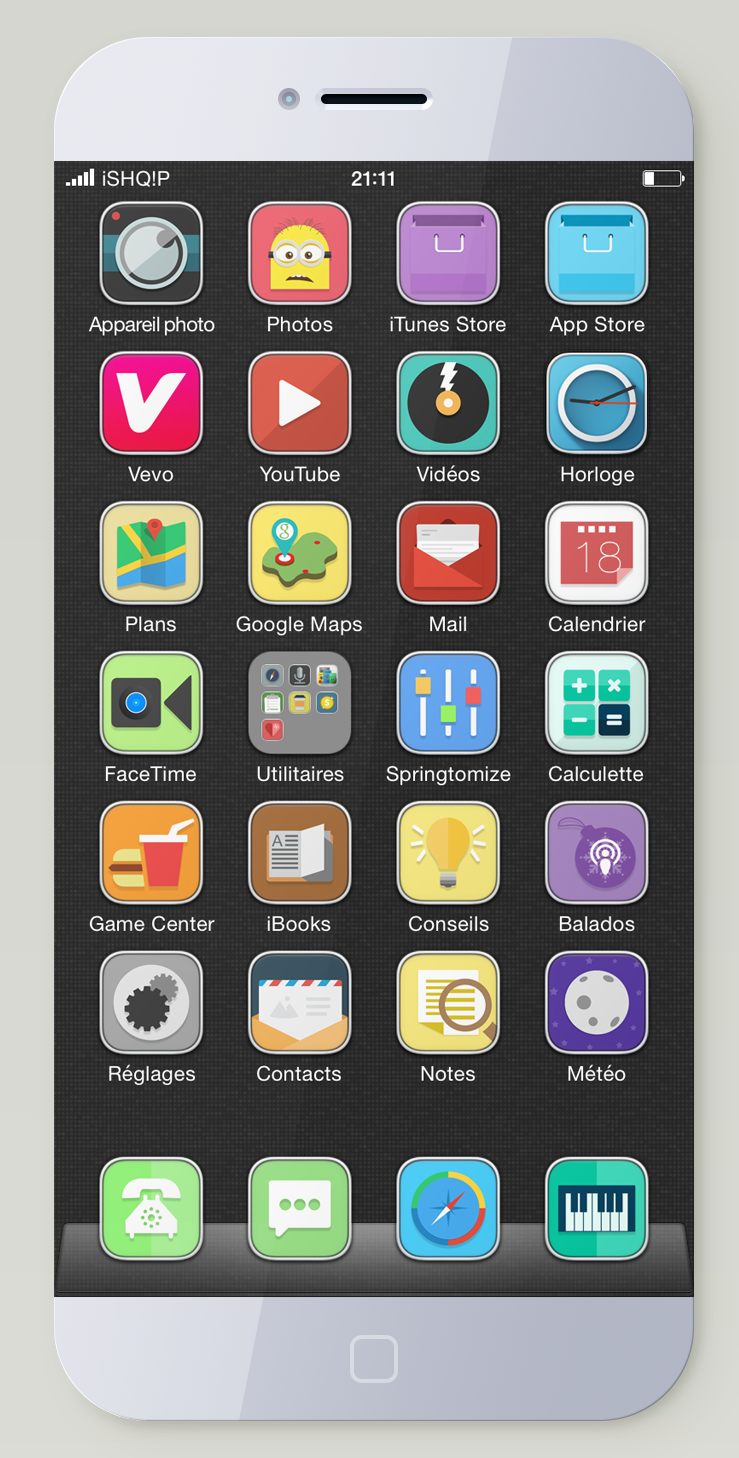 iSHQ!P 21:11
Appareil photo Photos iTunes Store App Store
Vevo YouTube Vidéos Horloge
8 18
Plans Google Maps Mail Calendrier
FaceTime Utilitaires Springtomize Calculette
A
Game Center iBooks Conseils Balados
Réglages Contacts Notes Météo